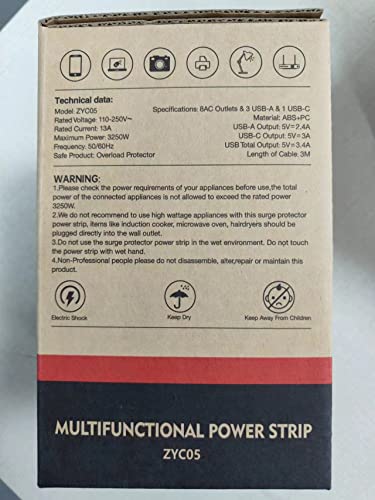 Technical data:
Model: ZYC05
Rated Voltage: 110-250V~
Rated Current: 13A
Maximum Power: 3250W
Frequency: 50/60Hz
Safe Product: Overload Protector
Specifications: 8AC Outlets & 3 USB-A & 1 USB-C
Material: ABS+PC
USB-A Output: 5V⎓2.4A
USB-C Output: 5V⎓3A
USB Total Output: 5V⎓3.4A
Length of Cable: 3M
WARNING:
1.Please check the power requirements of your appliances before use,the total
power of the connected appliances is not allowed to exceed the rated power
3250W.
2.We do not recommend to use high wattage appliances with this surge protector
power strip, items like induction cooker, microwave oven, hairdryers should be
plugged directly into the wall outlet.
3.Do not use the surge protector power strip in the wet environment. Do not touch
the power strip with wet hand.
4.Non-Professional people please do not disassemble, alter,repair or maintain this
product.
Electric Shock
Keep Dry
Keep Away From Children
MULTIFUNCTIONAL POWER STRIP
ZYC05